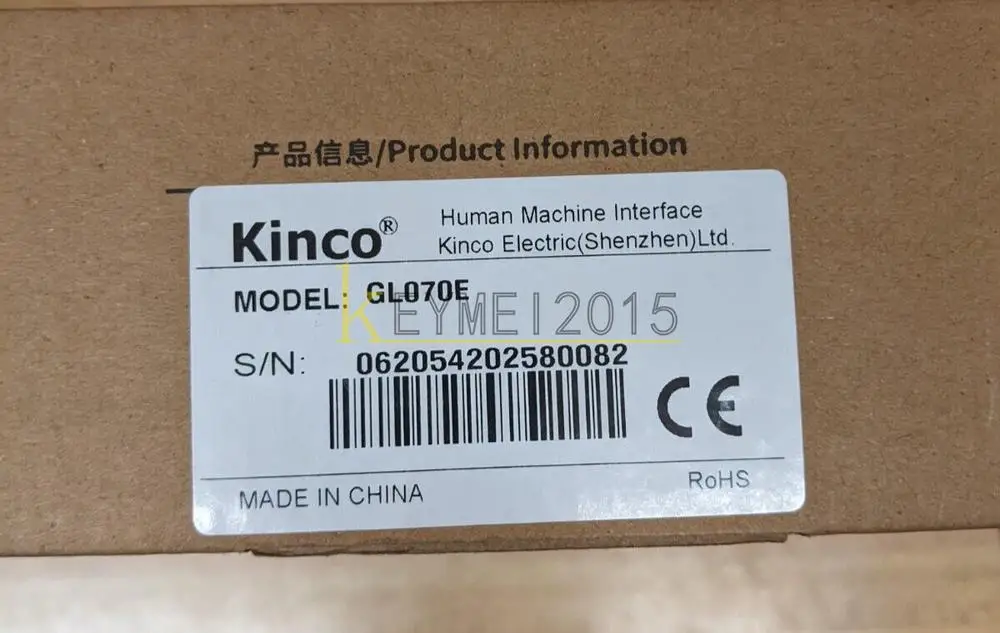 产品信息/Product Information
Kinco®
Human Machine Interface
Kinco Electric(Shenzhen)Ltd.
MODEL: GL070E
KEYMEI2015
S/N: 062054202580082
CE
MADE IN CHINA
RoHS